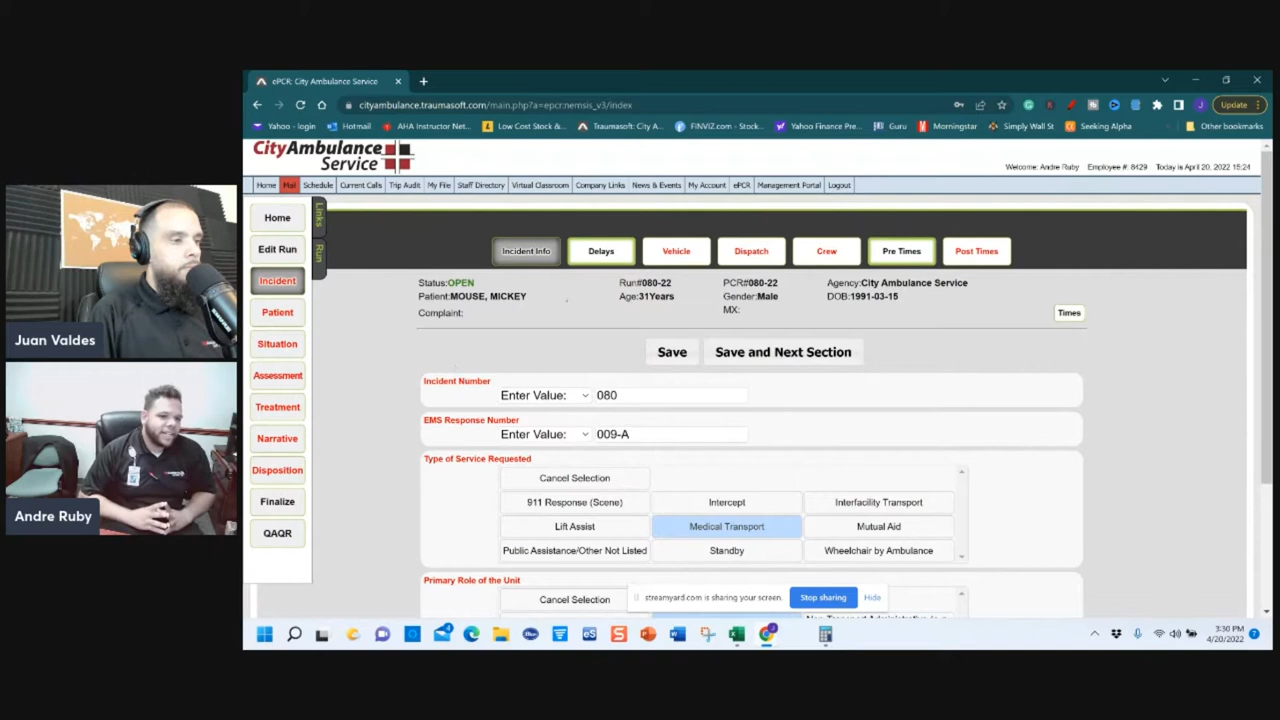 ePCR: City Ambulance Service
cityambulance.traumasoft.com/main.php?a=epcr:nemsis_v3/index
Update
Yahoo - login
Hotmail
AHA Instructor Net...
Low Cost Stock &...
Traumasoft: City A...
FINVIZ.com - Stock...
Yahoo Finance Pre...
Guru
Morningstar
Simply Wall St
Seeking Alpha
Other bookmarks
CityAmbulance
Service
Welcome: Andre Ruby Employee #: 8429 Today is April 20, 2022 15:24
Home
Mail
Schedule
Current Calls
Trip Audit
My File
Staff Directory
Virtual Classroom
Company Links
News & Events
My Account
ePCR
Management Portal
Logout
Home
Edit Run
Incident
Patient
Situation
Assessment
Treatment
Narrative
Disposition
Finalize
QAQR
Links
Run
Incident Info
Delays
Vehicle
Dispatch
Crew
Pre Times
Post Times
Status:OPEN
Run#080-22
PCR#080-22
Agency:City Ambulance Service
Patient:MOUSE, MICKEY
Age:31Years
Gender:Male
DOB:1991-03-15
Complaint:
MX:
Times
Save
Save and Next Section
Incident Number
Enter Value: 080
EMS Response Number
Enter Value: 009-A
Type of Service Requested
Cancel Selection
911 Response (Scene)
Intercept
Interfacility Transport
Lift Assist
Medical Transport
Mutual Aid
Public Assistance/Other Not Listed
Standby
Wheelchair by Ambulance
Primary Role of the Unit
Cancel Selection
streamyard.com is sharing your screen.
Stop sharing
Hide
3:30 PM
4/20/2022
Juan Valdes
Andre Ruby